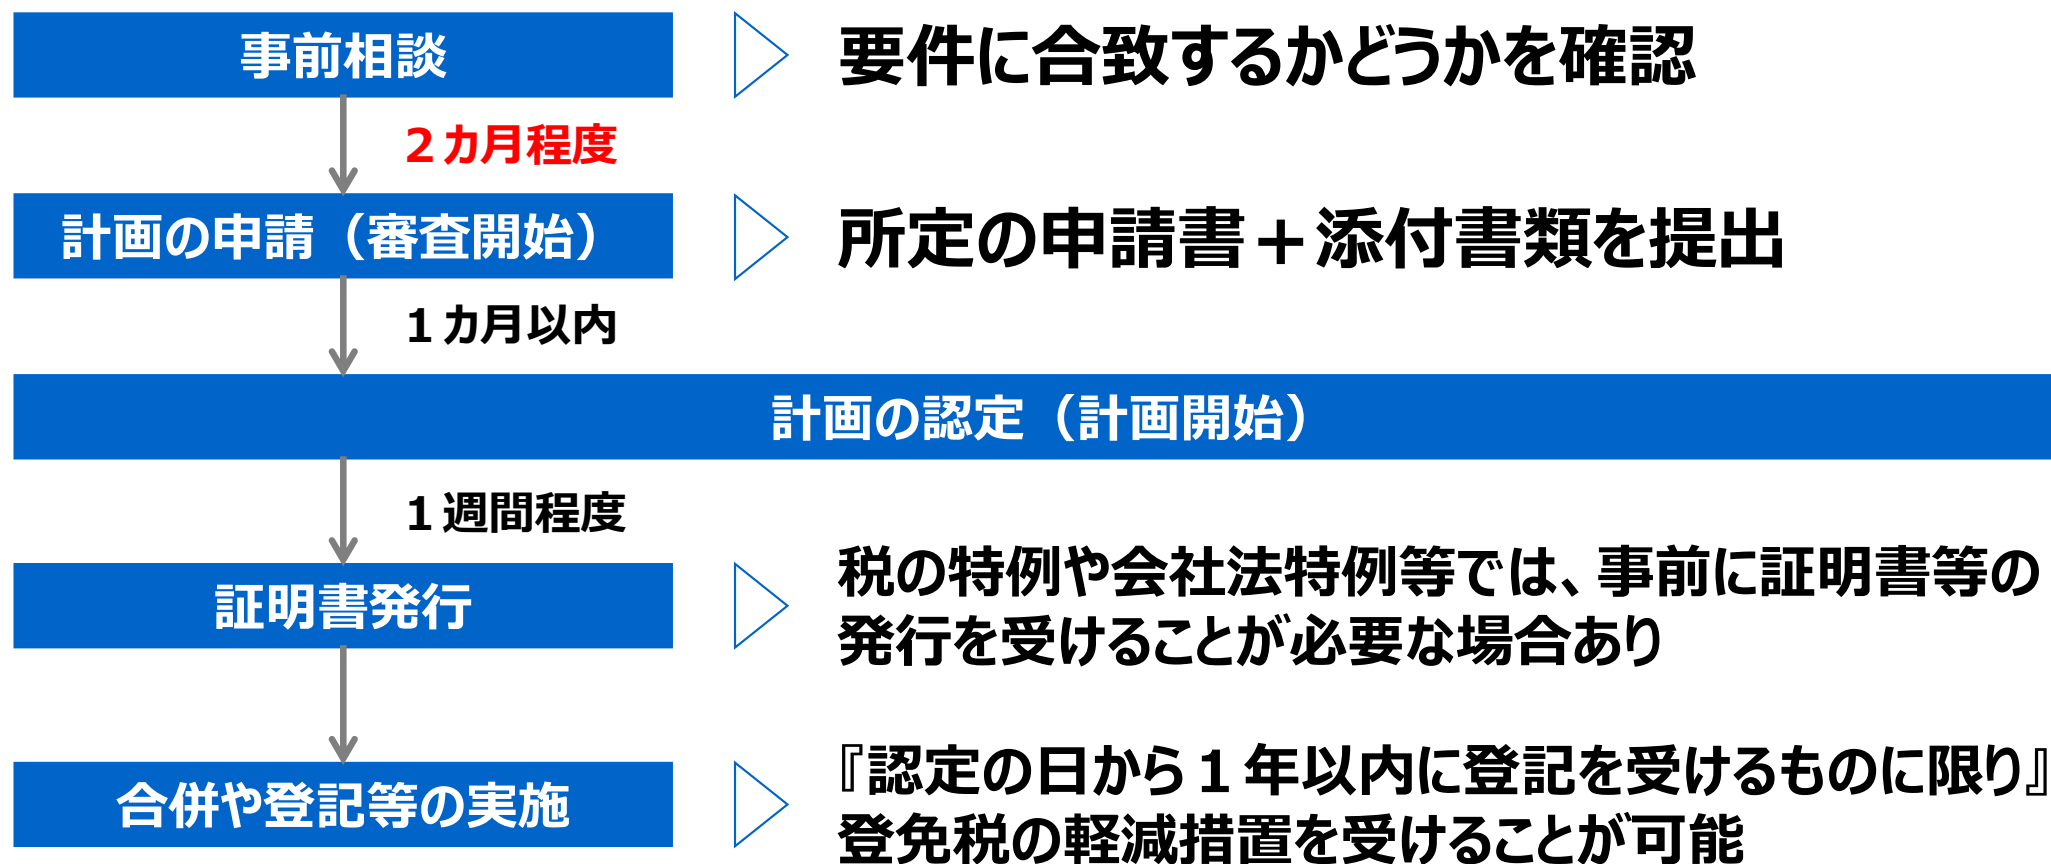 事前相談
要件に合致するかどうかを確認
２カ月程度
計画の申請（審査開始）
所定の申請書＋添付書類を提出
１カ月以内
計画の認定（計画開始）
１週間程度
証明書発行
税の特例や会社法特例等では、事前に証明書等の
発行を受けることが必要な場合あり
合併や登記等の実施
『認定の日から１年以内に登記を受けるものに限り』
登免税の軽減措置を受けることが可能